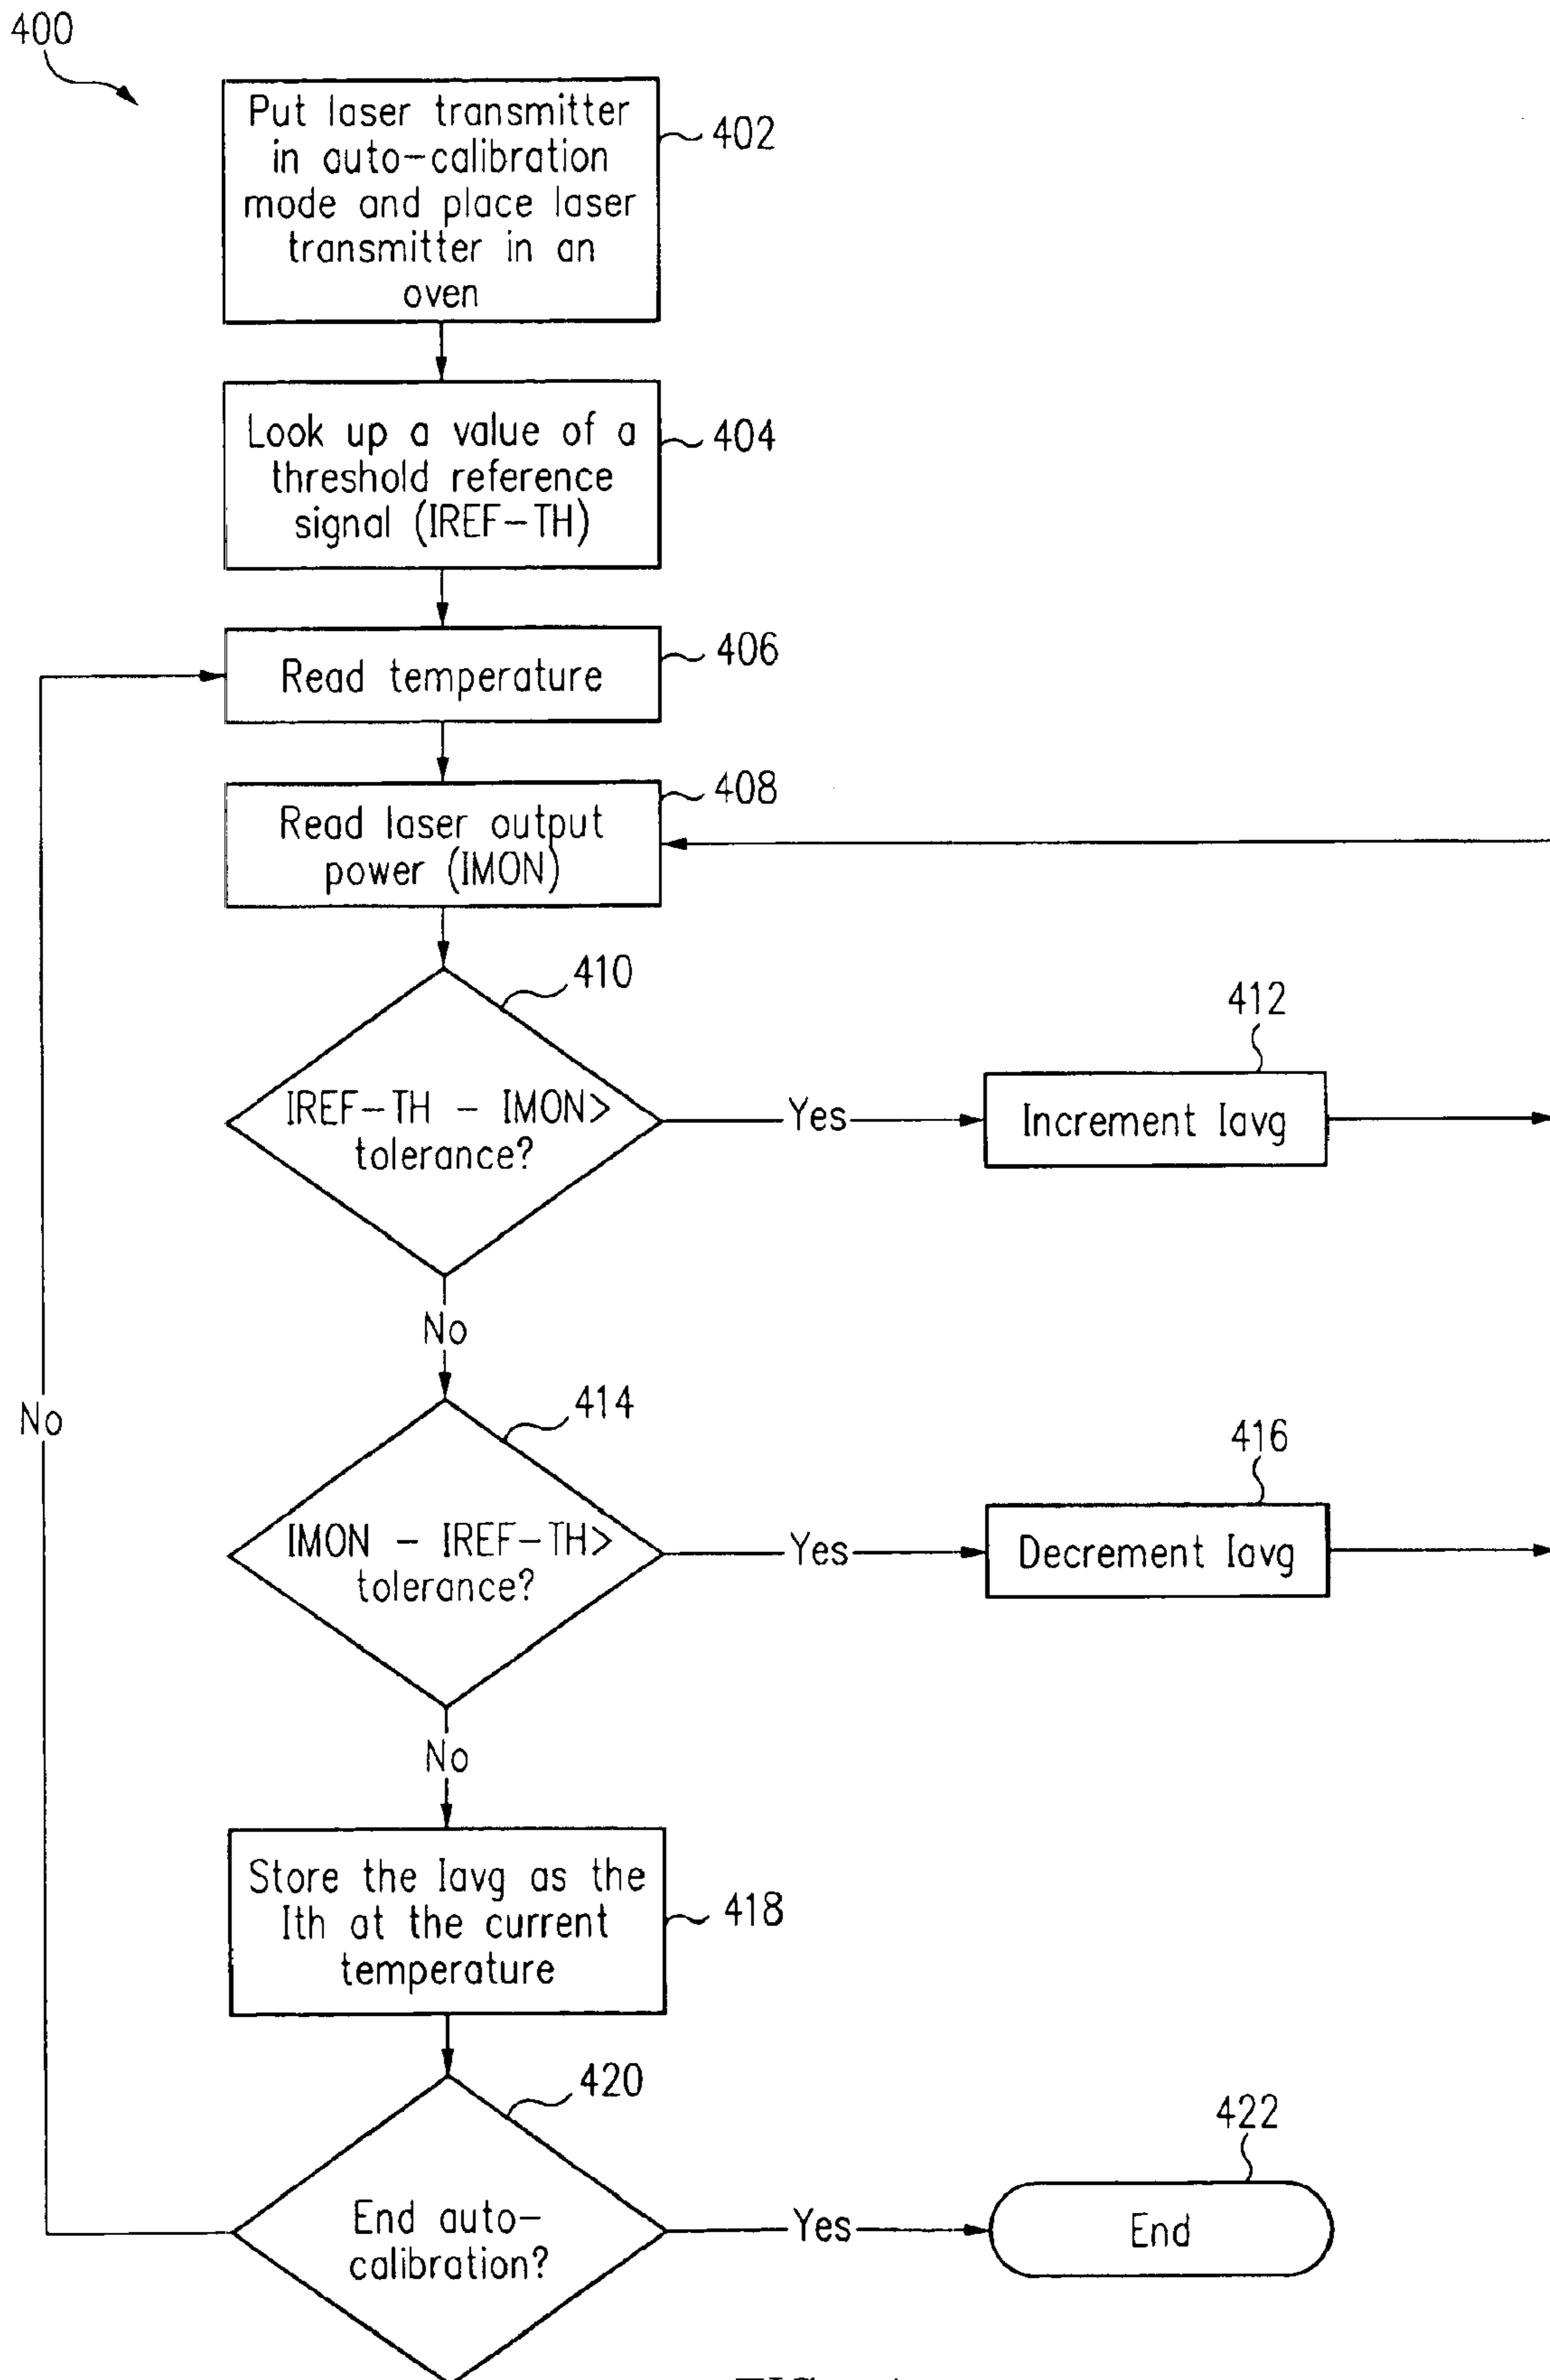 400
Put laser transmitter
in auto-calibration
mode and place laser
transmitter in an
oven
402
Look up a value of a
threshold reference
signal (IREF-TH)
404
Read temperature
406
Read laser output
power (IMON)
408
IREF-TH - IMON>
tolerance?
410
Yes
Increment Iavg
412
No
IMON - IREF-TH>
tolerance?
414
Yes
Decrement Iavg
416
No
No
Store the Iavg as the
Ith at the current
temperature
418
End auto-
calibration?
420
Yes
End
422